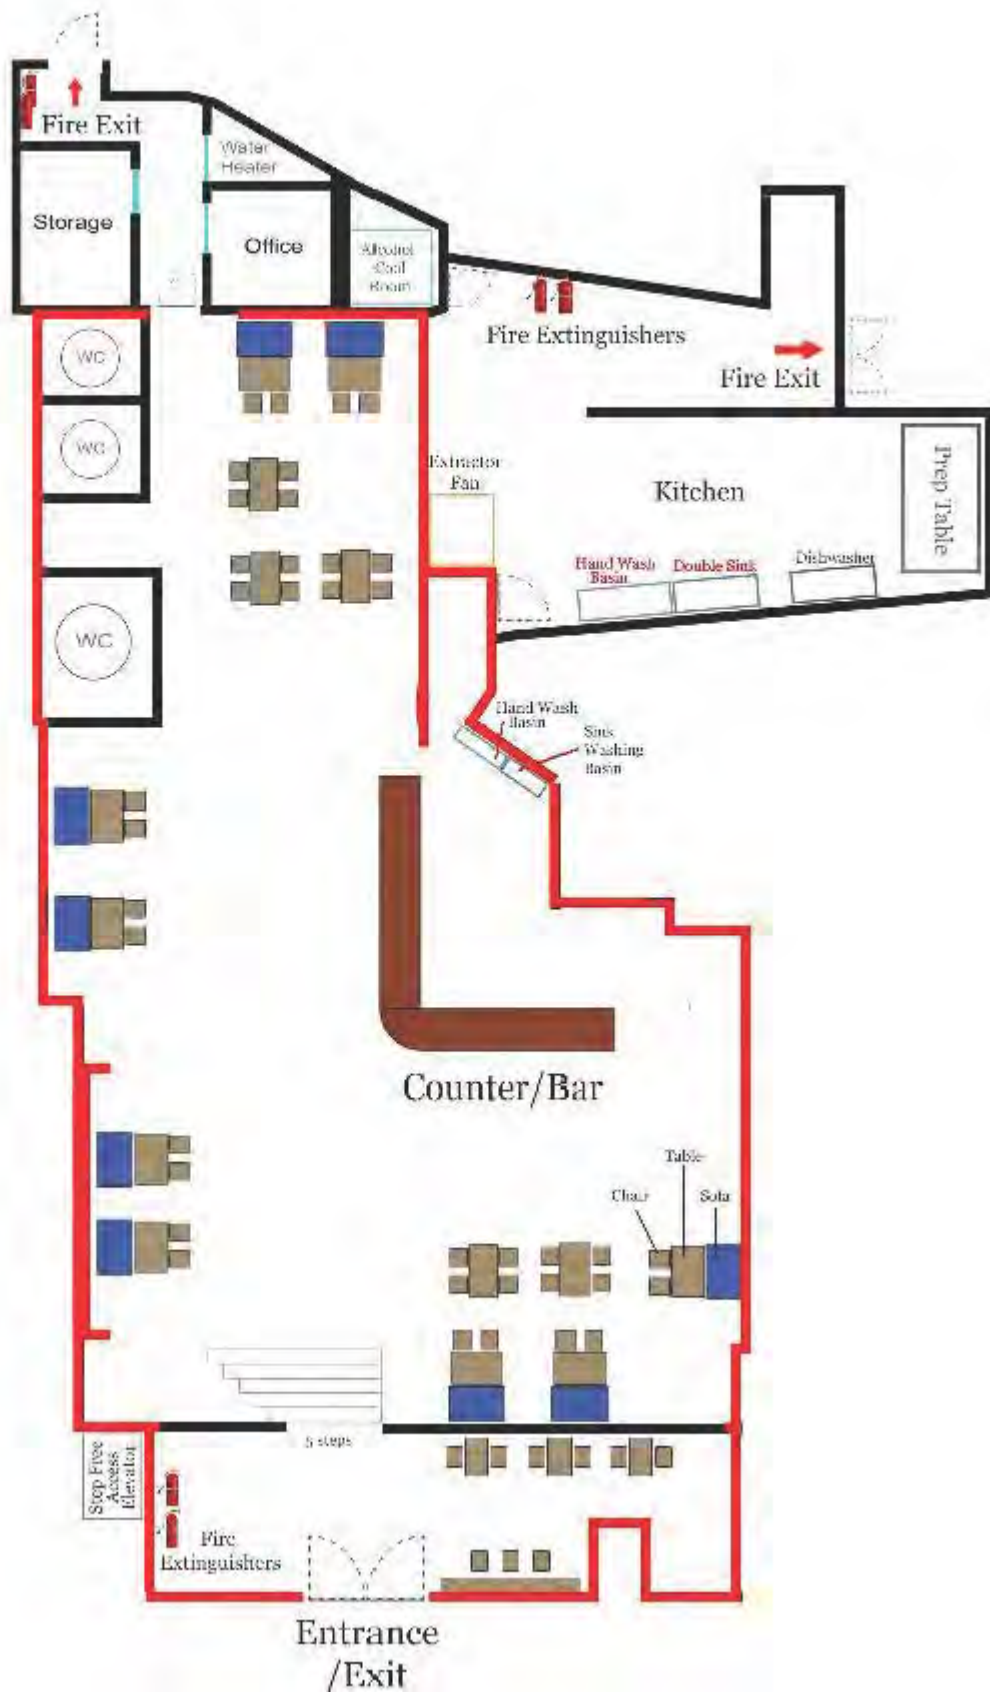 Fire Exit
Water
Heater
Storage
Office
Alcohol
Cool
Room
Fire Extinguishers
Fire Exit
WC
WC
Extractor
Fan
Kitchen
Prep Table
Hand Wash
Basin
Double Sink
Dishwasher
WC
Hand Wash
Basin
Sink
Washing
Basin
Counter/Bar
Table
Chair
Sofa
5 steps
Step Free
Access
Elevator
Fire
Extinguishers
Entrance
/Exit